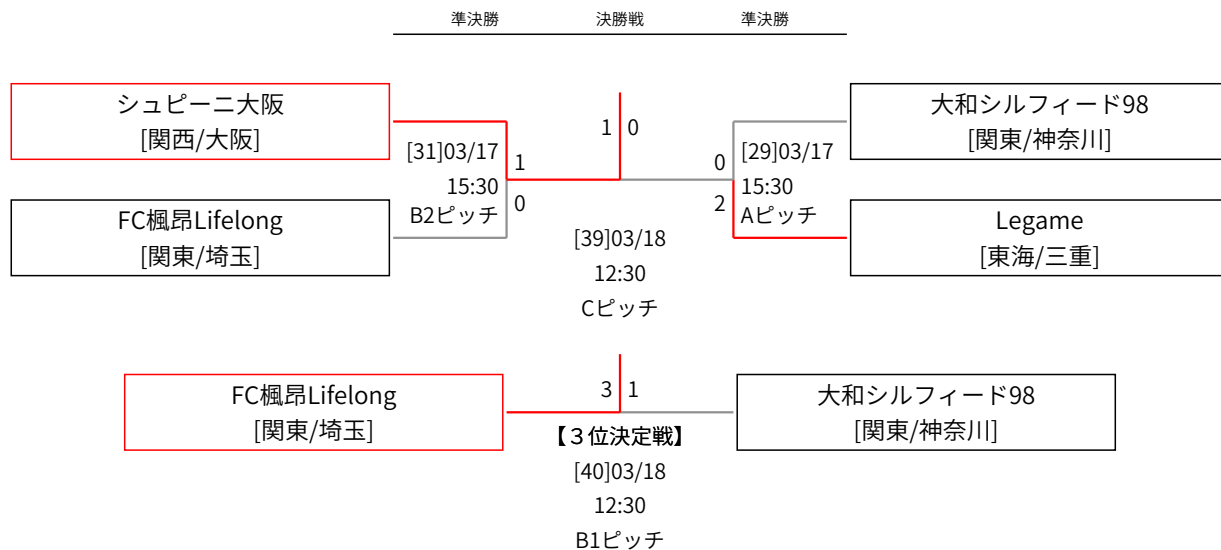 準決勝 決勝戦 準決勝
シュピーニ大阪
[関西/大阪]
FC楓昂Lifelong
[関東/埼玉]
[31]03/17
15:30
B2ピッチ
1
0
1 0
[39]03/18
12:30
Cピッチ
0
2
[29]03/17
15:30
Aピッチ
大和シルフィード98
[関東/神奈川]
Legame
[東海/三重]
FC楓昂Lifelong
[関東/埼玉]
3 1
【３位決定戦】
[40]03/18
12:30
B1ピッチ
大和シルフィード98
[関東/神奈川]